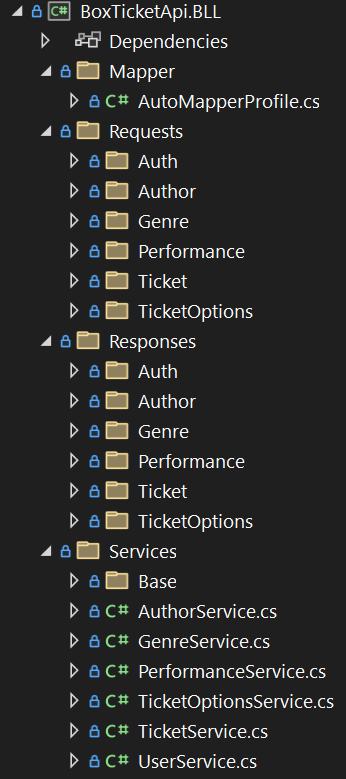 C# BoxTicketApi.BLL
Dependencies
Mapper
C# AutoMapperProfile.cs
Requests
Auth
Author
Genre
Performance
Ticket
TicketOptions
Responses
Auth
Author
Genre
Performance
Ticket
TicketOptions
Services
Base
C# AuthorService.cs
C# GenreService.cs
C# PerformanceService.cs
C# TicketOptionsService.cs
C# TicketService.cs
C# UserService.cs